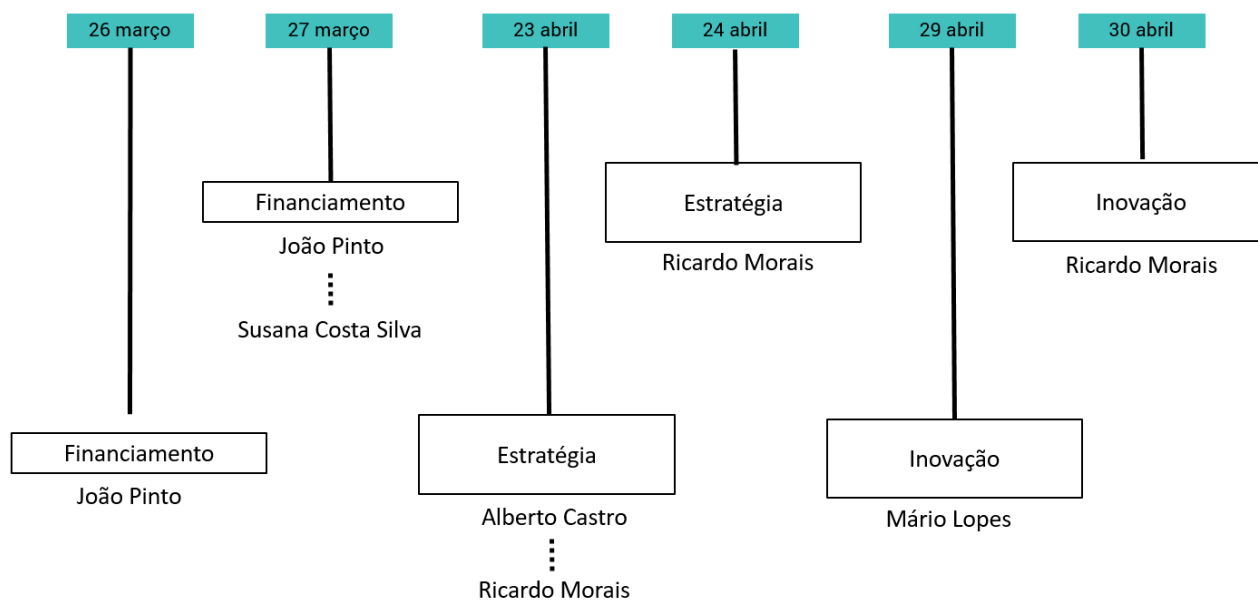 26 março
27 março
23 abril
24 abril
29 abril
30 abril
Financiamento
João Pinto
Susana Costa Silva
Estratégia
Ricardo Morais
Inovação
Ricardo Morais
Financiamento
João Pinto
Estratégia
Alberto Castro
Ricardo Morais
Inovação
Mário Lopes